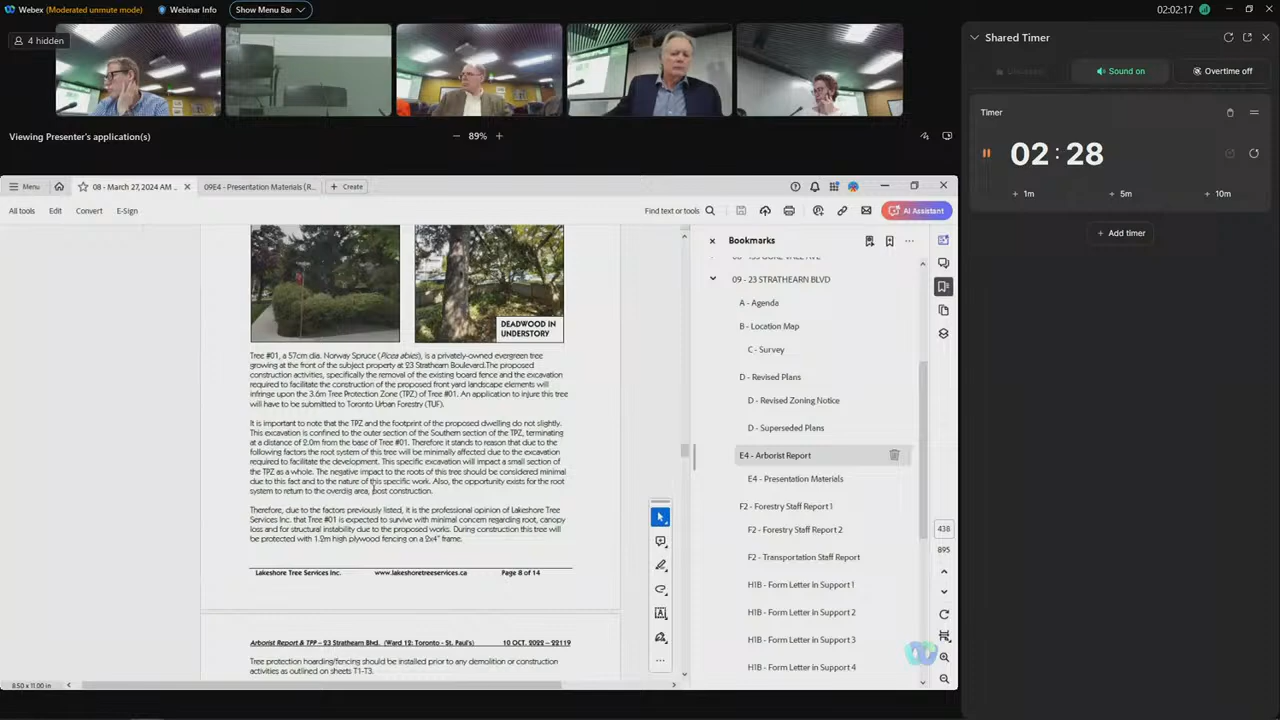 Webex (Moderated unmute mode) Webinar Info Show Menu Bar 02:02:17
4 hidden
Viewing Presenter's application(s) 89%
Shared Timer
Sound on Overtime off
Timer
02:28
+ 1m + 5m + 10m
+ Add timer
Menu 08 - March 27, 2024 AM ... 09E4 - Presentation Materials (R... + Create
All tools Edit Convert E-Sign Find text or tools AI Assistant
DEADWOOD IN
UNDERSTORY
Tree #01, a 57cm dia. Norway Spruce (Picea abies), is a privately-owned evergreen tree
growing at the front of the subject property at 23 Strathearn Boulevard.The proposed
construction activities, specifically the removal of the existing board fence and the excavation
required to facilitate the construction of the proposed front yard landscape elements will
infringe upon the 3.6m Tree Protection Zone (TPZ) of Tree #01. An application to injure this tree
will have to be submitted to Toronto Urban Forestry (TUF).
It is important to note that the TPZ and the footprint of the proposed dwelling do not slightly.
This excavation is confined to the outer section of the Southern section of the TPZ, terminating
at a distance of 2.0m from the base of Tree #01. Therefore it stands to reason that due to the
following factors the root system of this tree will be minimally affected due to the excavation
required to facilitate the development. This specific excavation will impact a small section of
the TPZ as a whole. The negative impact to the roots of this tree should be considered minimal
due to this fact and to the nature of this specific work. Also, the opportunity exists for the root
system to return to the overdig area, post construction.
Therefore, due to the factors previously listed, it is the professional opinion of Lakeshore Tree
Services Inc. that Tree #01 is expected to survive with minimal concern regarding root, canopy
loss and for structural instability due to the proposed works. During construction this tree will
be protected with 1.2m high plywood fencing on a 2x4" frame.
Lakeshore Tree Services Inc. www.lakeshoretreeservices.ca Page 8 of 14
Arborist Report & TPP – 23 Strathearn Blvd. (Ward 12: Toronto - St. Paul's) 10 OCT. 2022 – 22119
Tree protection hoarding/fencing should be installed prior to any demolition or construction
activities as outlined on sheets T1-T3.
8.50 x 11.00 in
Bookmarks
09 - 23 STRATHEARN BLVD
A - Agenda
B - Location Map
C - Survey
D - Revised Plans
D - Revised Zoning Notice
D - Superseded Plans
E4 - Arborist Report
E4 - Presentation Materials
F2 - Forestry Staff Report 1
F2 - Forestry Staff Report 2
F2 - Transportation Staff Report
H1B - Form Letter in Support 1
H1B - Form Letter in Support 2
H1B - Form Letter in Support 3
H1B - Form Letter in Support 4
438
895